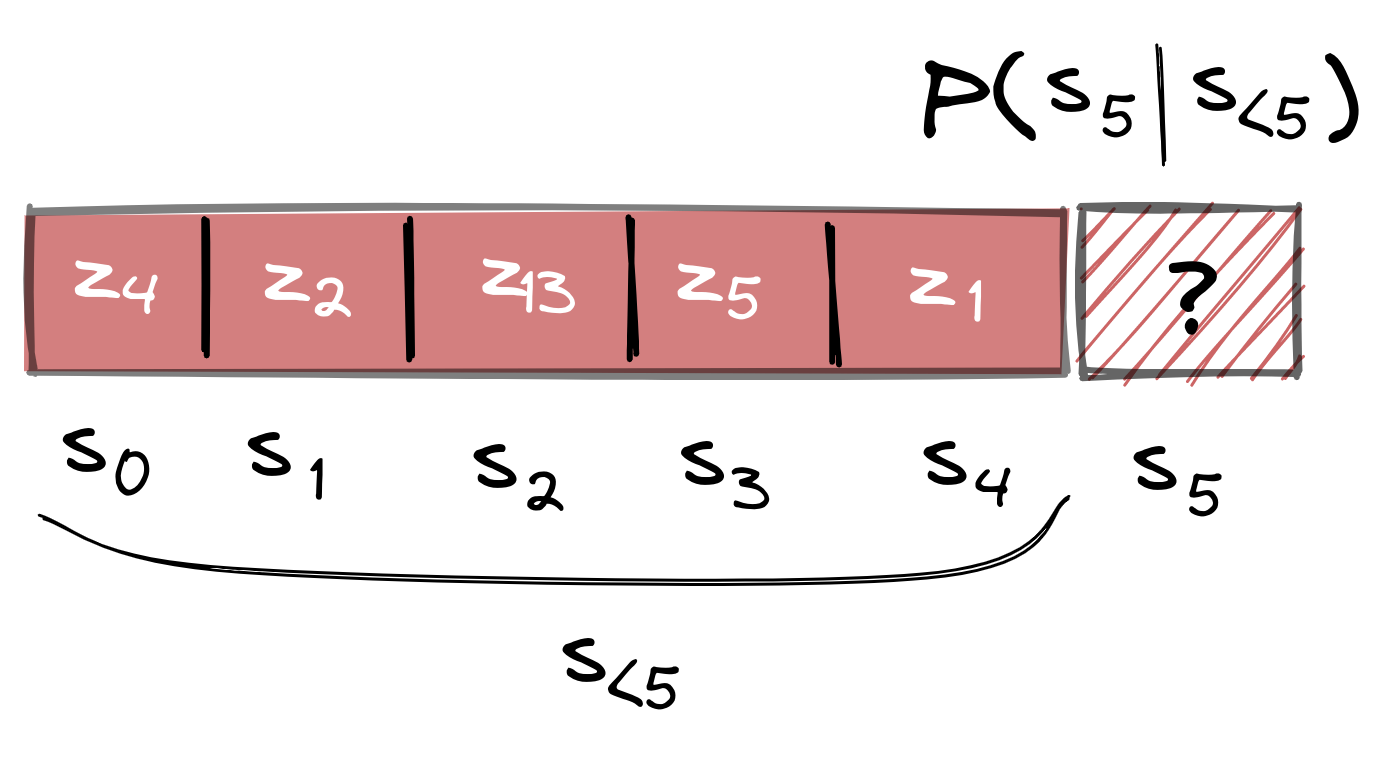 P(s₅|s<₅)
z₄ z₂ z₁₃ z₅ z₁ ?
s₀ s₁ s₂ s₃ s₄ s₅
s<₅